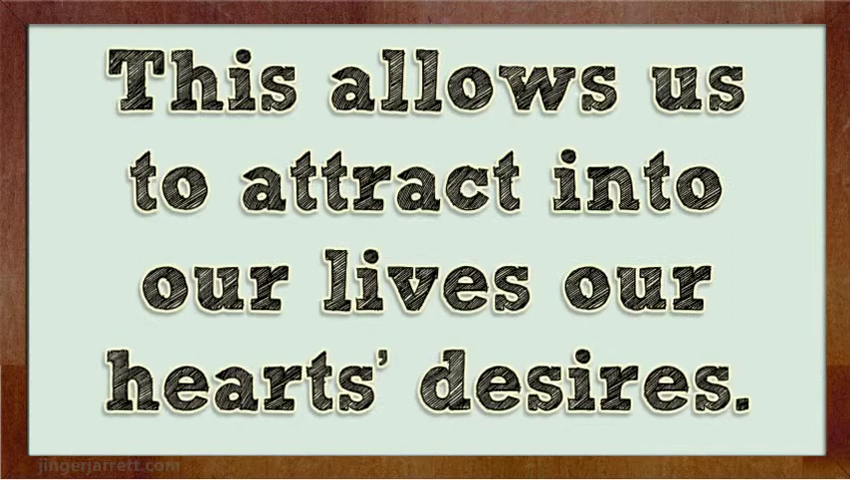 This allows us
to attract into
our lives our
hearts' desires.
jingerjarrett.com